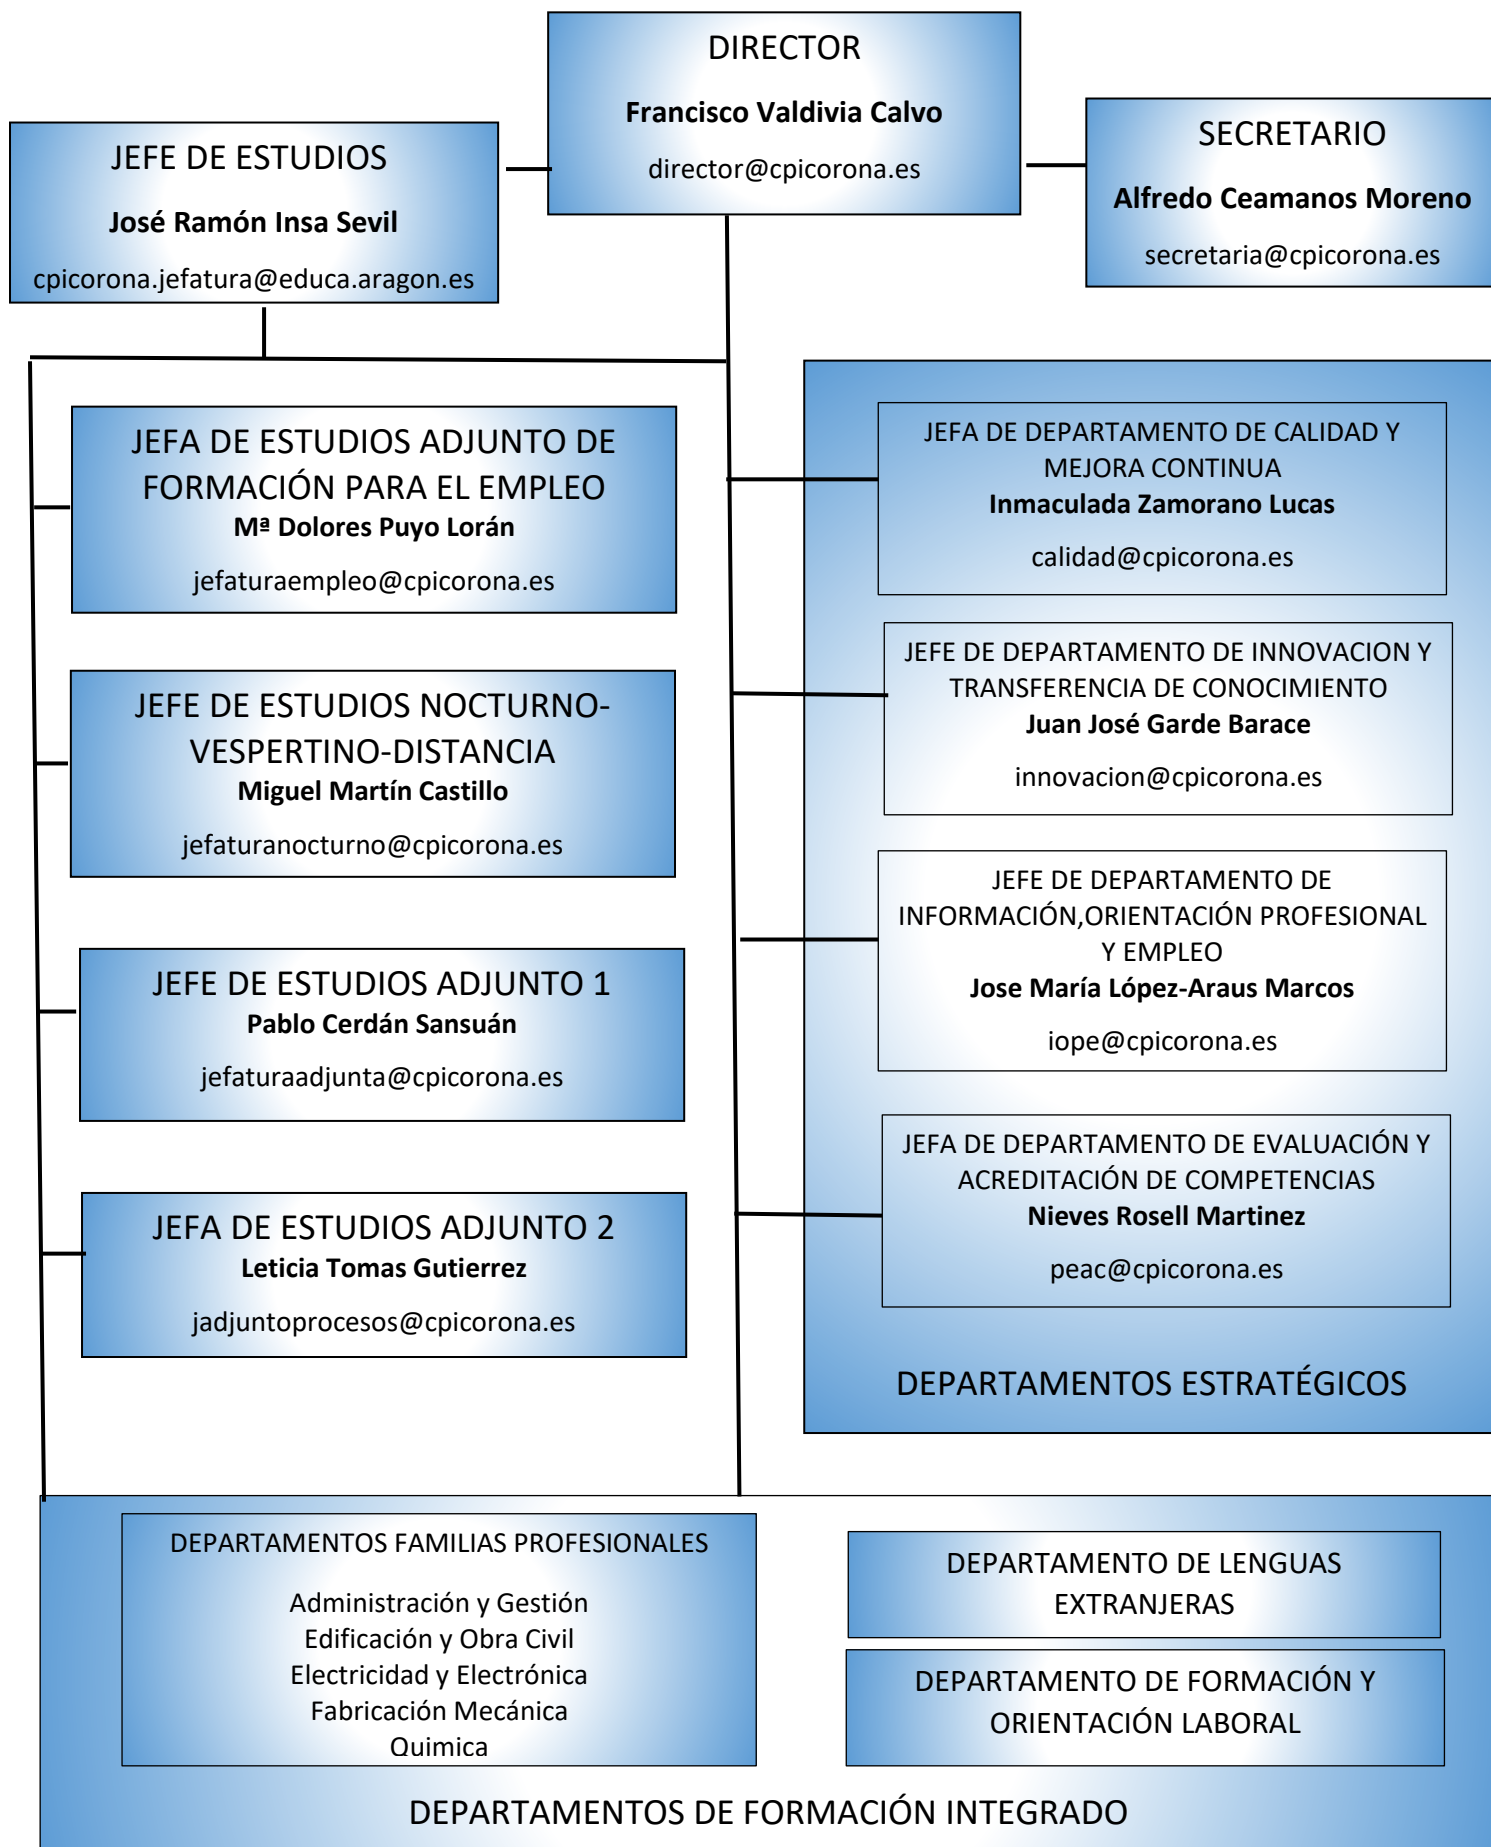 DIRECTOR
Francisco Valdivia Calvo
director@cpicorona.es
JEFE DE ESTUDIOS
José Ramón Insa Sevil
cpicorona.jefatura@educa.aragon.es
SECRETARIO
Alfredo Ceamanos Moreno
secretaria@cpicorona.es
JEFA DE ESTUDIOS ADJUNTO DE
FORMACIÓN PARA EL EMPLEO
Mª Dolores Puyo Lorán
jefaturaempleo@cpicorona.es
JEFE DE ESTUDIOS NOCTURNO-
VESPERTINO-DISTANCIA
Miguel Martín Castillo
jefaturanocturno@cpicorona.es
JEFE DE ESTUDIOS ADJUNTO 1
Pablo Cerdán Sansuán
jefaturaadjunta@cpicorona.es
JEFA DE ESTUDIOS ADJUNTO 2
Leticia Tomas Gutierrez
jadjuntoprocesos@cpicorona.es
JEFA DE DEPARTAMENTO DE CALIDAD Y
MEJORA CONTINUA
Inmaculada Zamorano Lucas
calidad@cpicorona.es
JEFE DE DEPARTAMENTO DE INNOVACION Y
TRANSFERENCIA DE CONOCIMIENTO
Juan José Garde Barace
innovacion@cpicorona.es
JEFE DE DEPARTAMENTO DE
INFORMACIÓN,ORIENTACIÓN PROFESIONAL
Y EMPLEO
Jose María López-Araus Marcos
iope@cpicorona.es
JEFA DE DEPARTAMENTO DE EVALUACIÓN Y
ACREDITACIÓN DE COMPETENCIAS
Nieves Rosell Martinez
peac@cpicorona.es
DEPARTAMENTOS ESTRATÉGICOS
DEPARTAMENTOS FAMILIAS PROFESIONALES
Administración y Gestión
Edificación y Obra Civil
Electricidad y Electrónica
Fabricación Mecánica
Quimica
DEPARTAMENTO DE LENGUAS
EXTRANJERAS
DEPARTAMENTO DE FORMACIÓN Y
ORIENTACIÓN LABORAL
DEPARTAMENTOS DE FORMACIÓN INTEGRADO